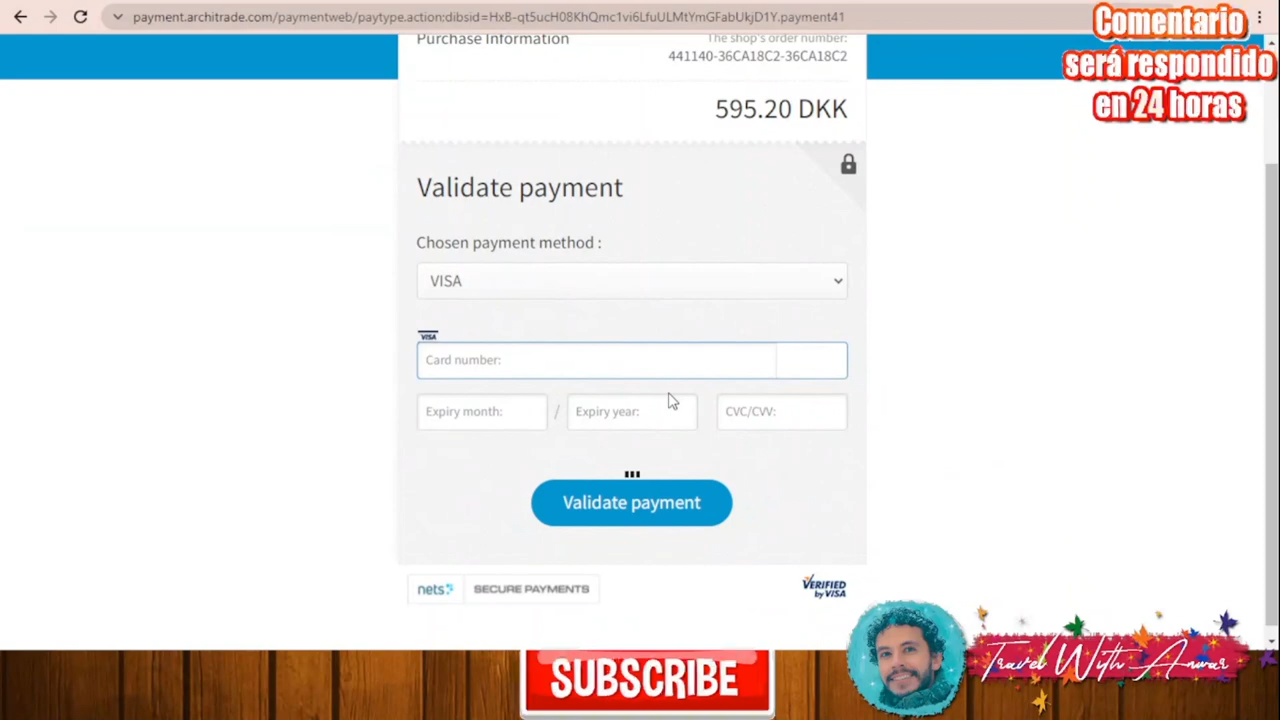 payment.architrade.com/paymentweb/paytype.action:dibsid=HxB-qt5ucH08KhQmc1vi6LfuULMtYmGFabUkjD1Y.payment41
Comentario
será respondido
en 24 horas
Purchase Information
The shop's order number:
441140-36CA18C2-36CA18C2
595.20 DKK
Validate payment
Chosen payment method :
VISA
VISA
Card number:
Expiry month:
/
Expiry year:
CVC/CVV:
Validate payment
nets
SECURE PAYMENTS
VERIFIED
by VISA
SUBSCRIBE
Travel With Anwar